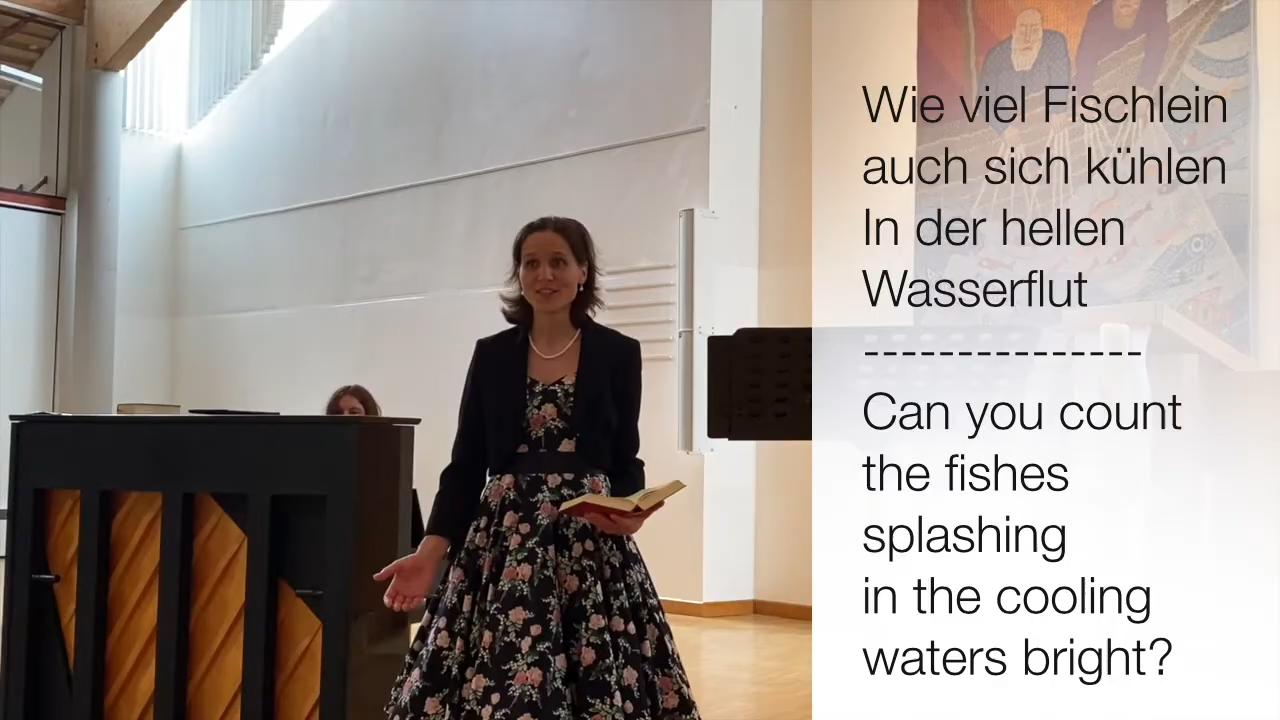 Wie viel Fischlein
auch sich kühlen
In der hellen
Wasserflut
---------------
Can you count
the fishes
splashing
in the cooling
waters bright?